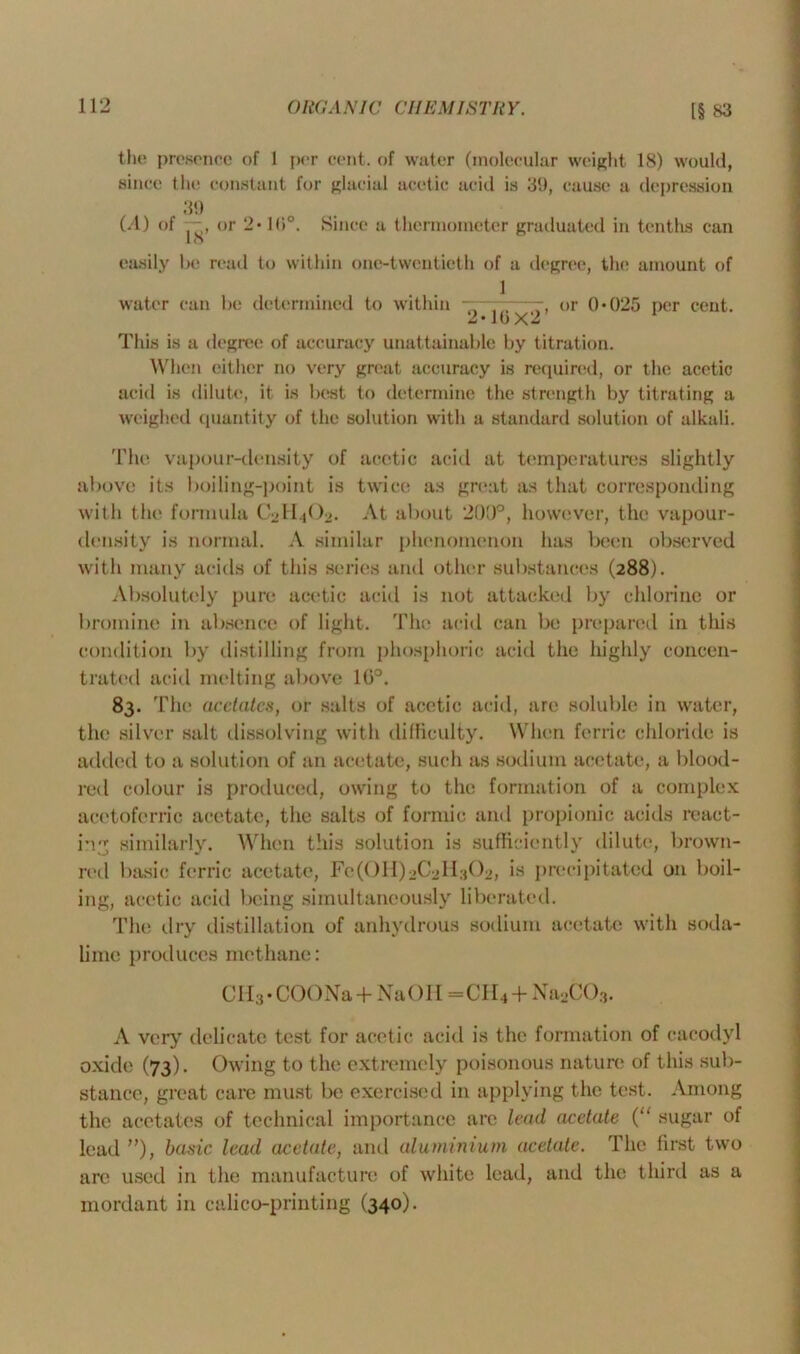 112 ORGANIC CHEMISTRY. [§ 83
the presence of 1 per cent. of water (molecular weight 18) would,
since the constant for glacial acetic acid is 39, cause a depression
(A) of 39/18, or 2·16°. Since a thermometer graduated in tenths can
easily be read to within one-twentieth of a degree, the amount of
water can be determined to within 1/2·16×2, or 0·025 per cent.
This is a degree of accuracy unattainable by titration.
When either no very great accuracy is required, or the acetic
acid is dilute, it is best to determine the strength by titrating a
weighed quantity of the solution with a standard solution of alkali.
The vapour-density of acetic acid at temperatures slightly
above its boiling-point is twice as great as that corresponding
with the formula C₂H₄O₂. At about 200°, however, the vapour-
density is normal. A similar phenomenon has been observed
with many acids of this series and other substances (288).
Absolutely pure acetic acid is not attacked by chlorine or
bromine in absence of light. The acid can be prepared in this
condition by distilling from phosphoric acid the highly concen-
trated acid melting above 16°.
83. The acetates, or salts of acetic acid, are soluble in water,
the silver salt dissolving with difficulty. When ferric chloride is
added to a solution of an acetate, such as sodium acetate, a blood-
red colour is produced, owing to the formation of a complex
acetoferric acetate, the salts of formic and propionic acids react-
ing similarly. When this solution is sufficiently dilute, brown-
red basic ferric acetate, Fe(OH)₂C₂H₃O₂, is precipitated on boil-
ing, acetic acid being simultaneously liberated.
The dry distillation of anhydrous sodium acetate with soda-
lime produces methane:
CH₃·COONa + NaOH = CH₄ + Na₂CO₃.
A very delicate test for acetic acid is the formation of cacodyl
oxide (73). Owing to the extremely poisonous nature of this sub-
stance, great care must be exercised in applying the test. Among
the acetates of technical importance are lead acetate (“ sugar of
lead ”), basic lead acetate, and aluminium acetate. The first two
are used in the manufacture of white lead, and the third as a
mordant in calico-printing (340).